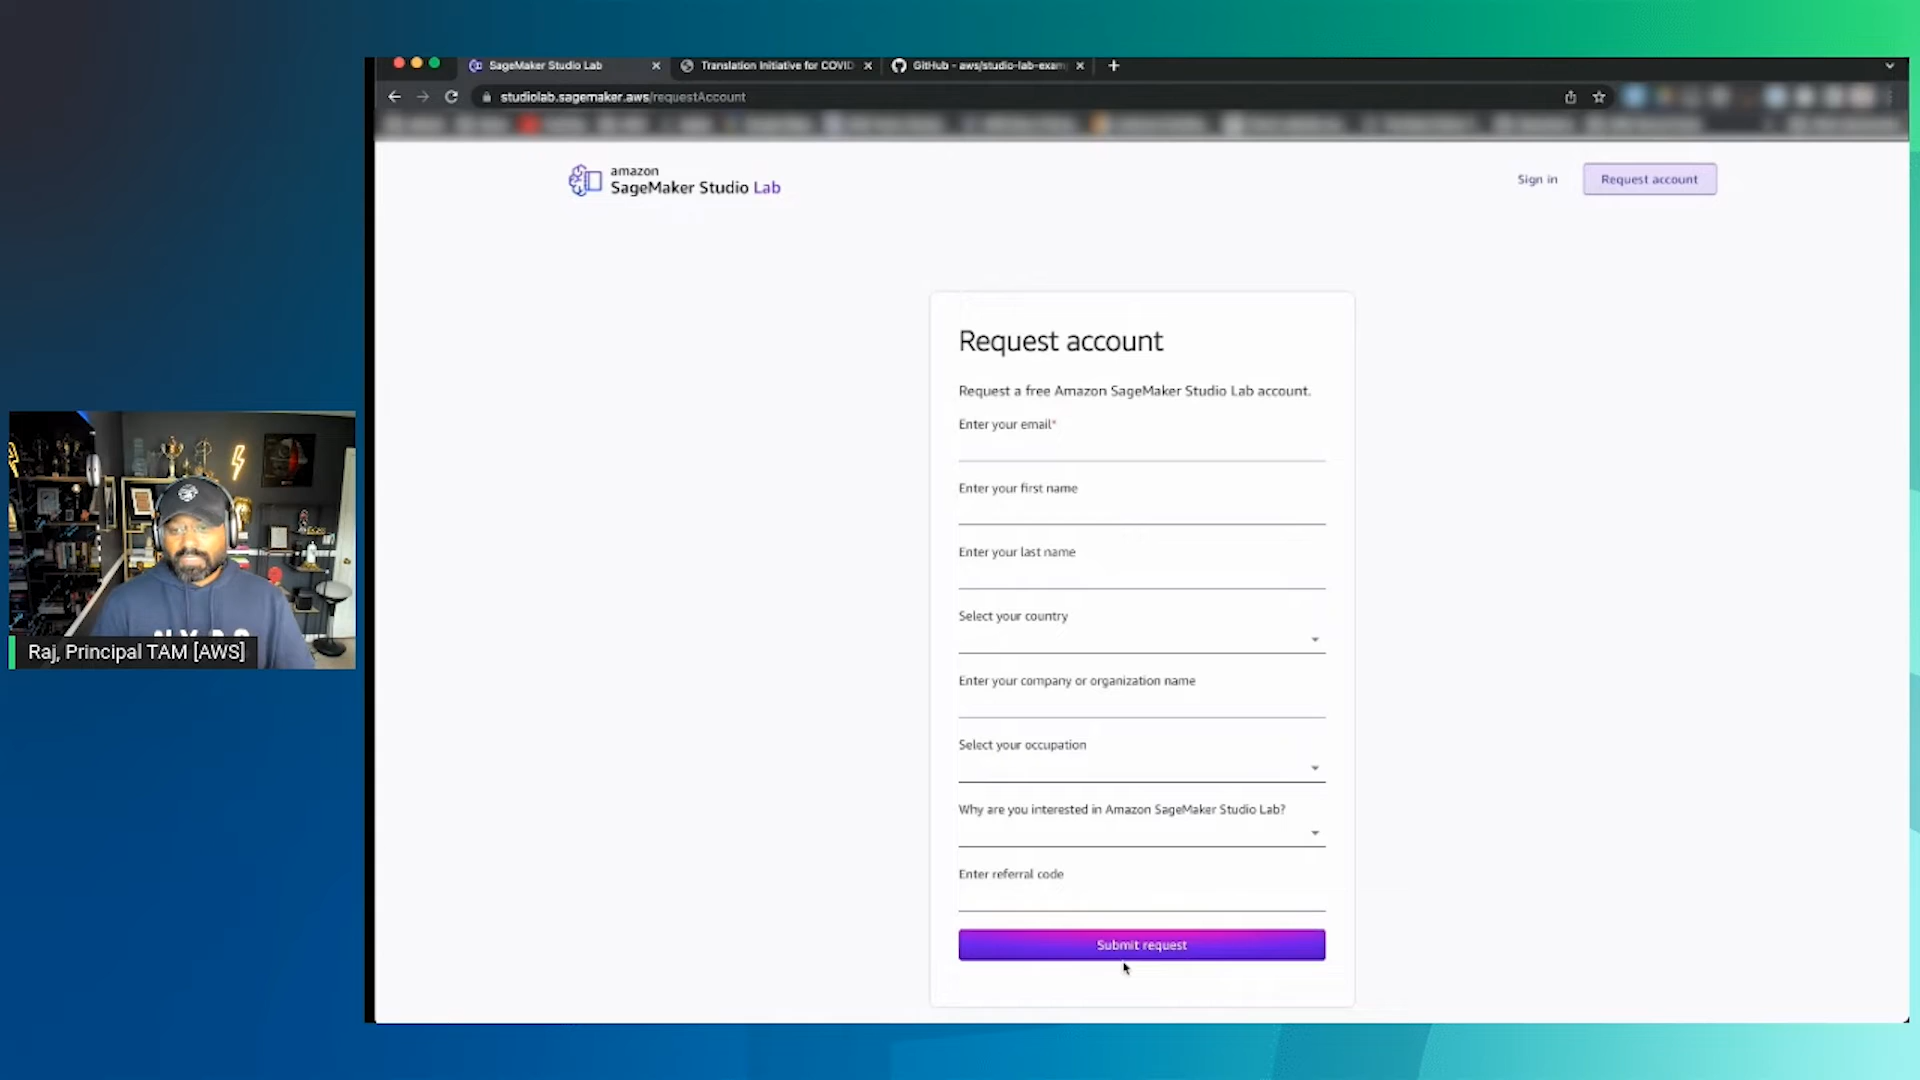 SageMaker Studio Lab
Translation Initiative for COVID
GitHub - aws/studio-lab-exam
studiolab.sagemaker.aws/requestAccount
amazon
SageMaker Studio Lab
Sign in
Request account
Request account
Request a free Amazon SageMaker Studio Lab account.
Enter your email*
Enter your first name
Enter your last name
Select your country
Enter your company or organization name
Select your occupation
Why are you interested in Amazon SageMaker Studio Lab?
Enter referral code
Submit request
Raj, Principal TAM [AWS]